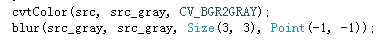 cvtColor(src, src_gray, CV_BGR2GRAY);
blur(src_gray, src_gray, Size(3, 3), Point(-1, -1));